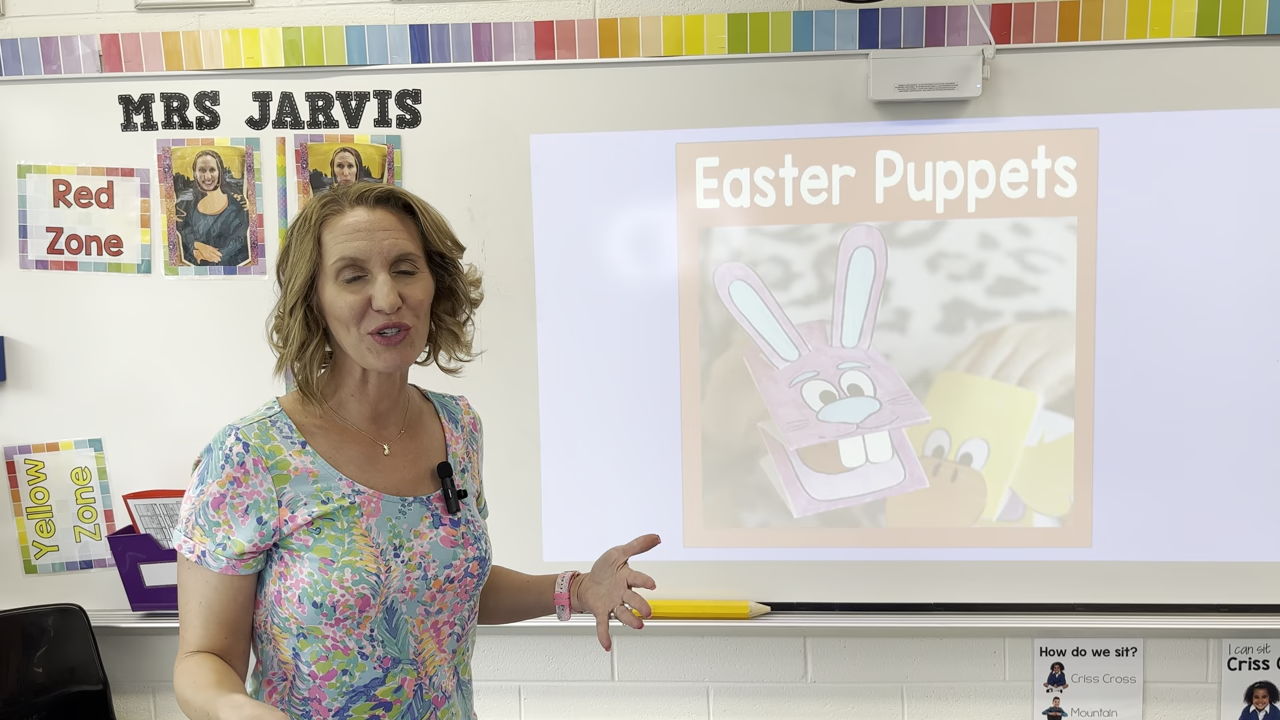 MRS JARVIS
Red
Zone
Easter Puppets
Yellow
Zone
How do we sit?
Criss Cross
Mountain
I can sit
Criss